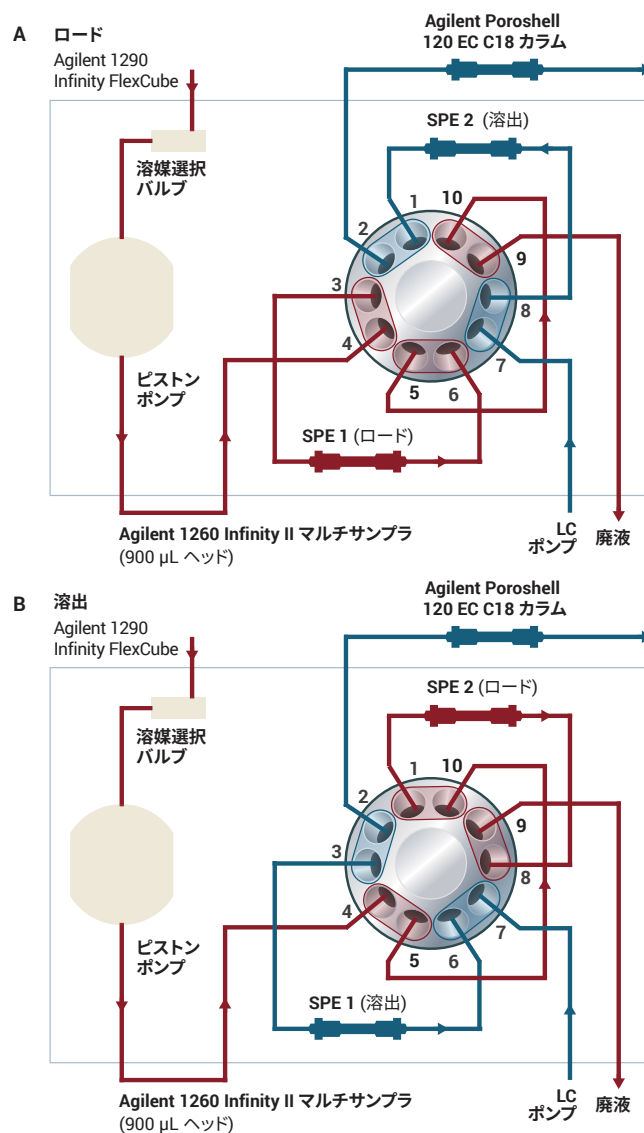 A ロード
Agilent 1290
Infinity FlexCube
Agilent Poroshell
120 EC C18 カラム
溶媒選択
バルブ
SPE 2 (溶出)
1
10
2
9
3
8
4
7
5
6
ピストン
ポンプ
SPE 1 (ロード)
Agilent 1260 Infinity II マルチサンプラ
(900 μL ヘッド)
LC
ポンプ
廃液
B 溶出
Agilent 1290
Infinity FlexCube
Agilent Poroshell
120 EC C18 カラム
溶媒選択
バルブ
SPE 2 (ロード)
1
10
2
9
3
8
4
7
5
6
ピストン
ポンプ
SPE 1 (溶出)
Agilent 1260 Infinity II マルチサンプラ
(900 μL ヘッド)
LC
ポンプ
廃液